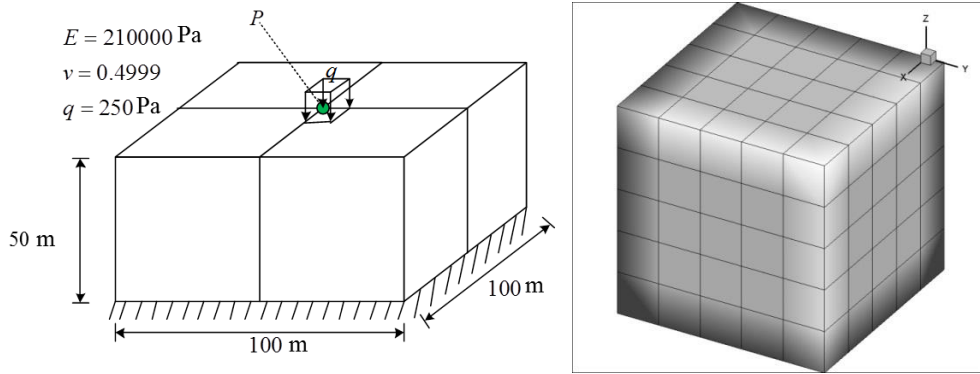 P
E = 210000 Pa
q
v = 0.4999
q = 250 Pa
50 m
100 m
100 m
Z
X
Y